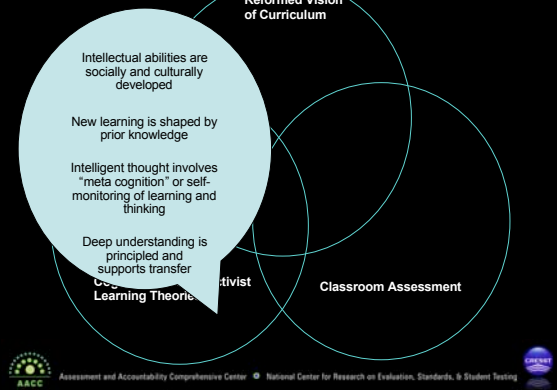 Reformed Vision
of Curriculum
Intellectual abilities are
socially and culturally
developed
New learning is shaped by
prior knowledge
Intelligent thought involves
“meta cognition” or self-
monitoring of learning and
thinking
Deep understanding is
principled and
supports transfer
Learning Theorie
Classroom Assessment
AACC
Assessment and Accountability Comprehensive Center
National Center for Research on Evaluation, Standards, & Student Testing
CRESST